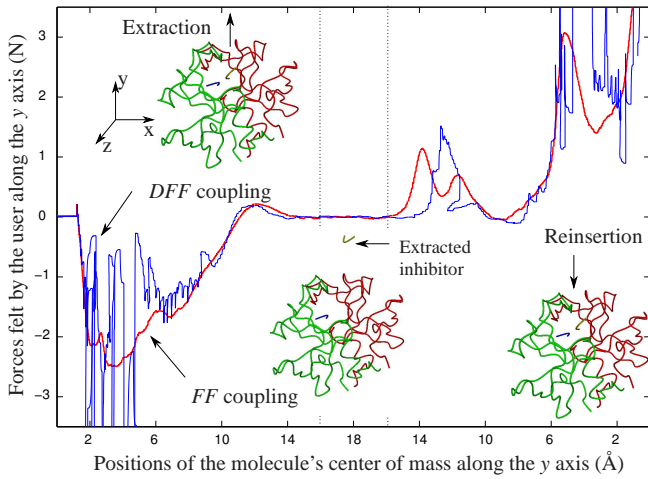 Extraction
y
x
z
DFF coupling
FF coupling
Extracted
inhibitor
Reinsertion
Forces felt by the user along the y axis (N)
3
2
1
0
−1
−2
−3
2 6 10 14 18 14 10 6 2
Positions of the molecule's center of mass along the y axis (Å)